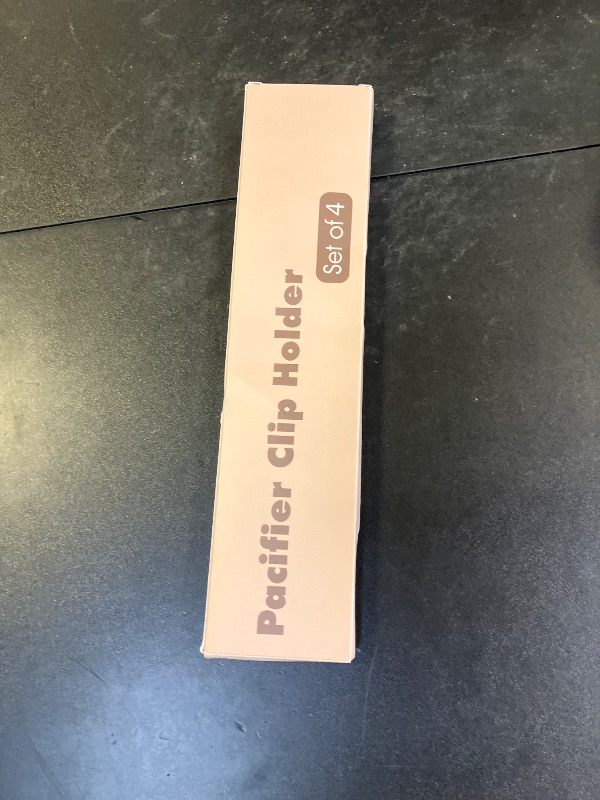 Pacifier Clip Holder
Set of 4